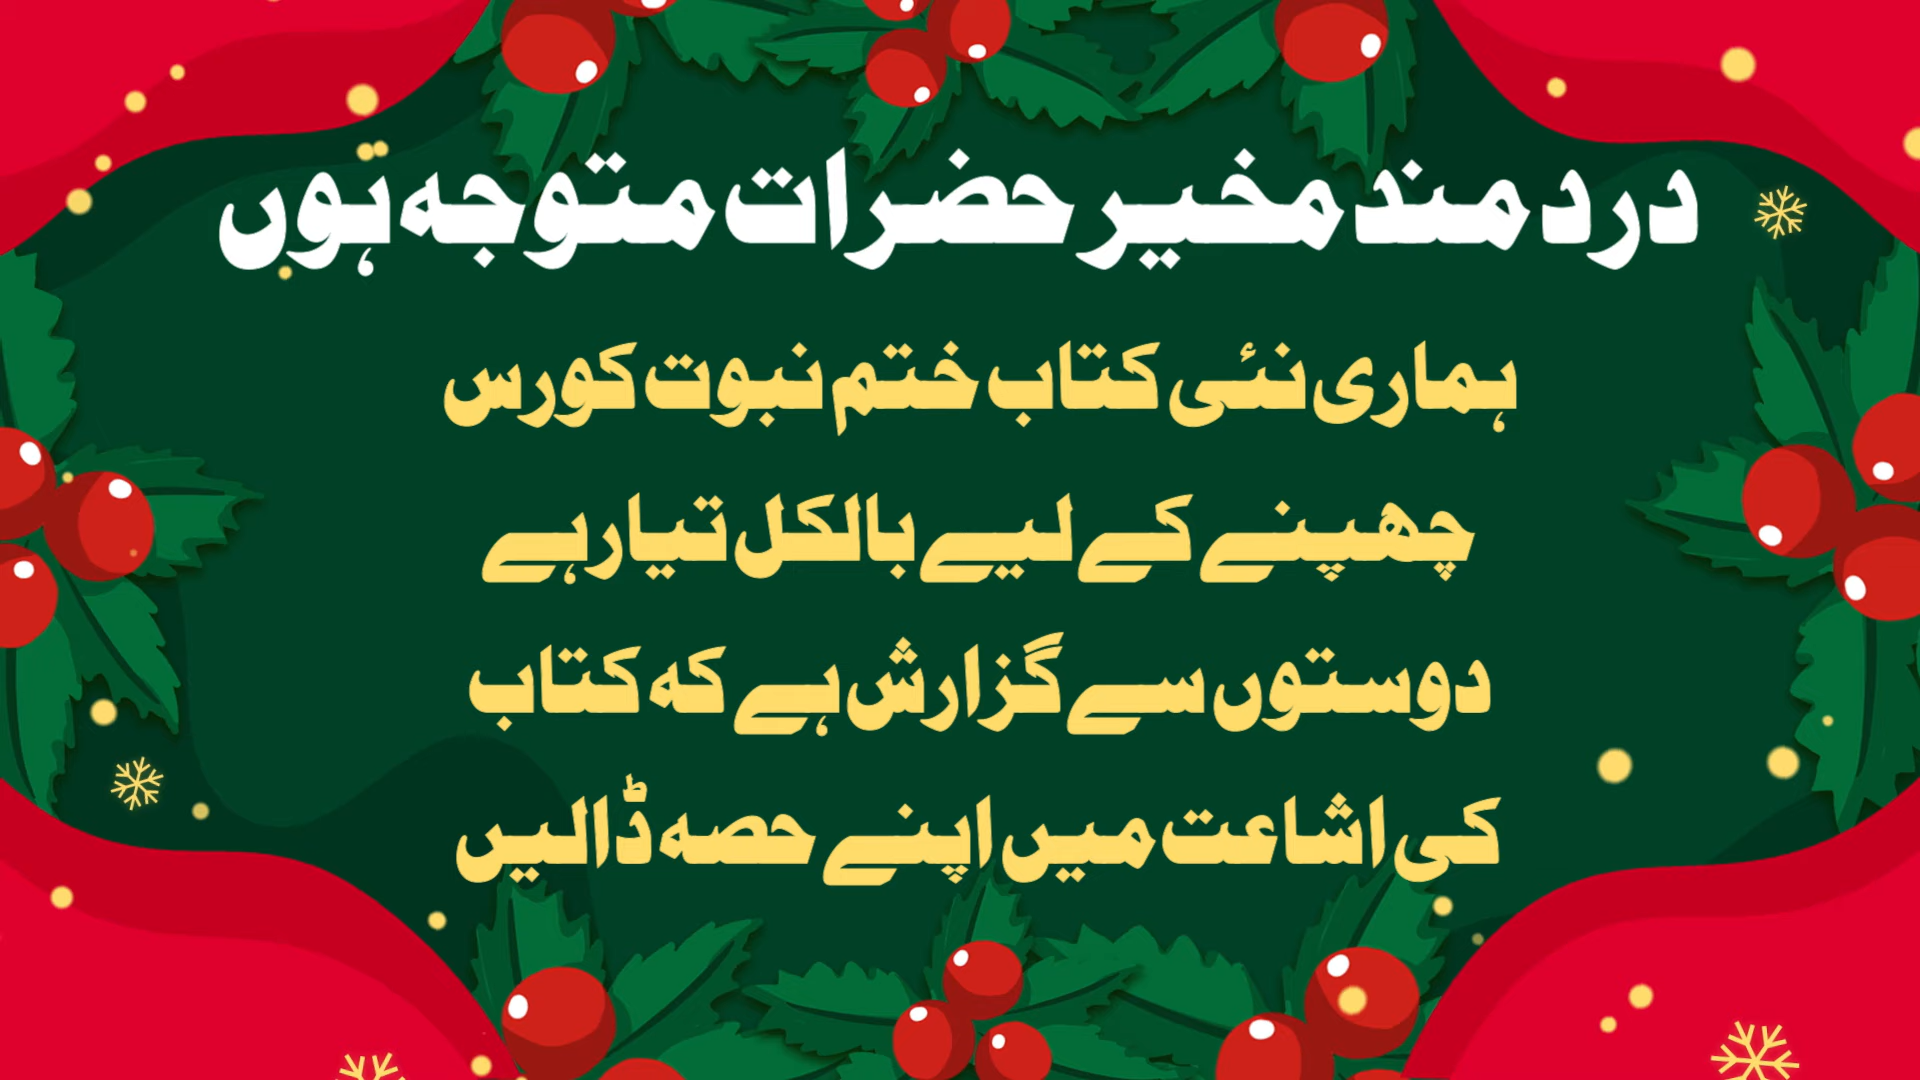 درد مند مخیر حضرات متوجہ ہوں
ہماری نئی کتاب ختم نبوت کورس
چھپنے کے لیے بالکل تیار ہے
دوستوں سے گزارش ہے کہ کتاب
کی اشاعت میں اپنے حصہ ڈالیں